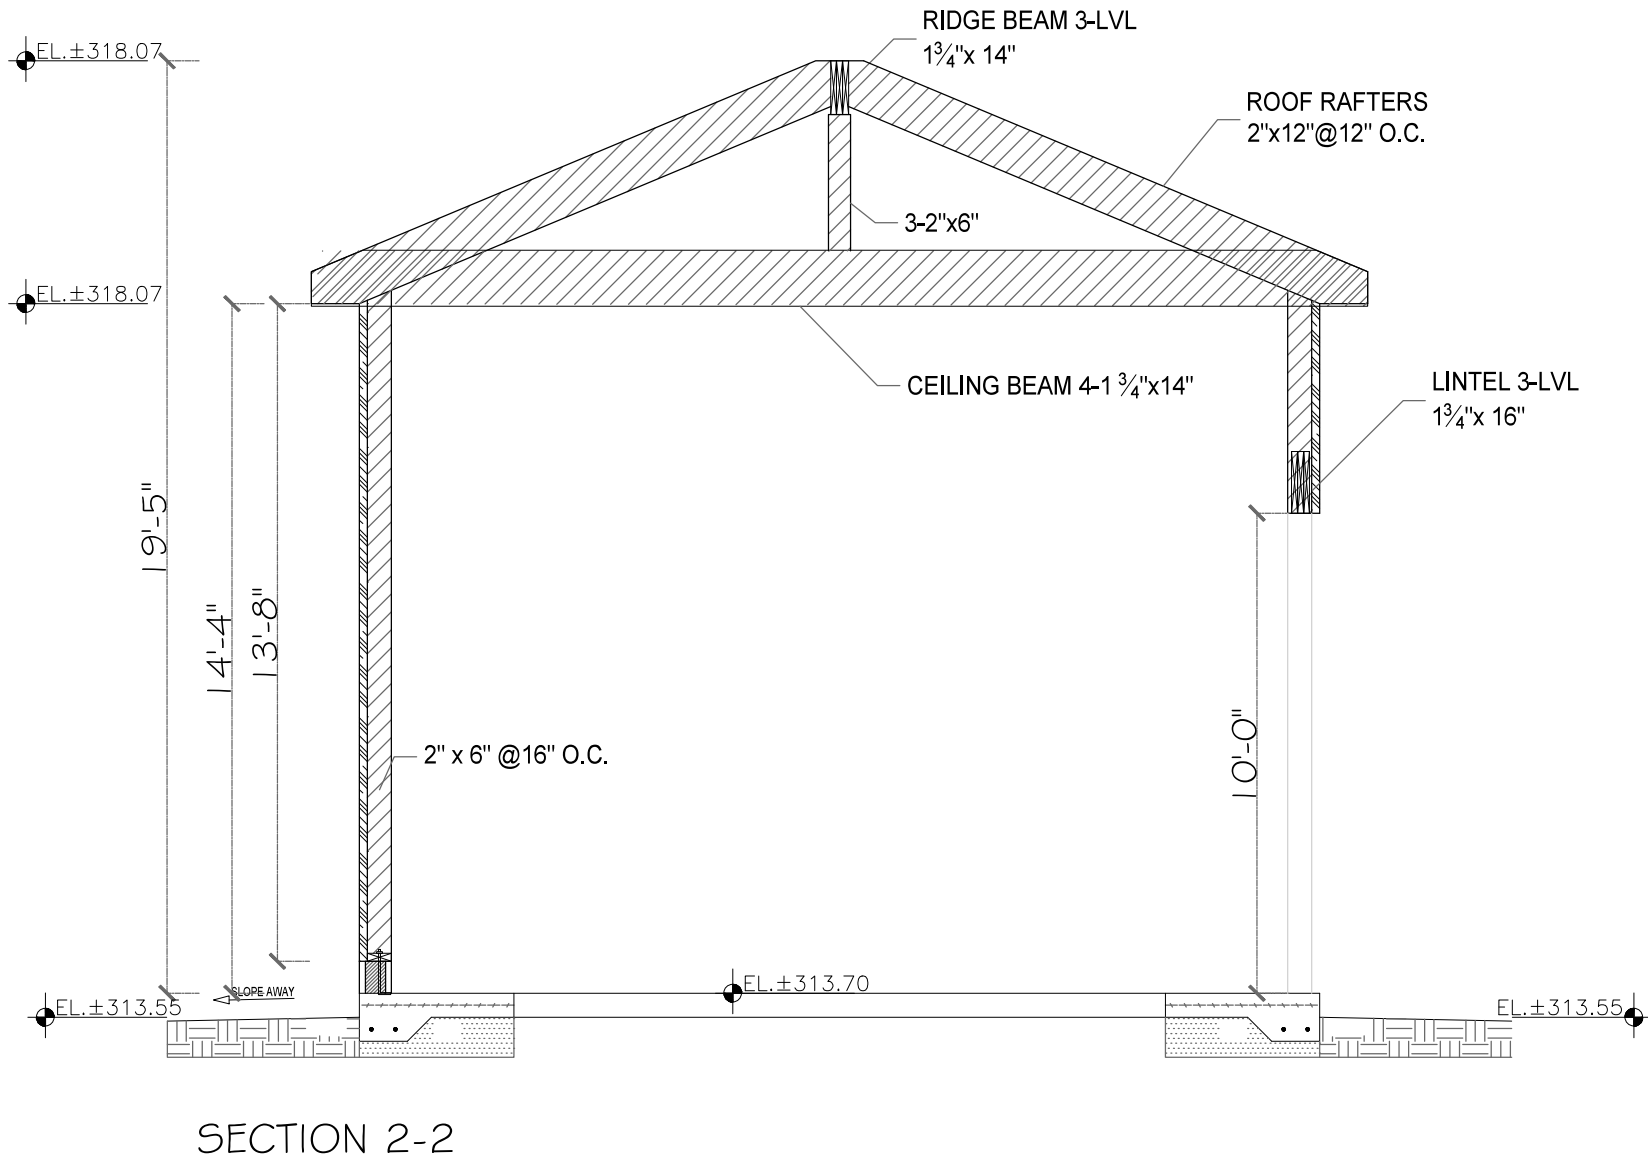 RIDGE BEAM 3-LVL
1¾"x 14"
EL.±318.07
ROOF RAFTERS
2"x12"@12" O.C.
3-2"x6"
EL.±318.07
CEILING BEAM 4-1 ¾"x14"
LINTEL 3-LVL
1¾"x 16"
19'-5"
14'-4"
13'-8"
2" x 6" @16" O.C.
10'-0"
SLOPE AWAY
EL.±313.70
EL.±313.55
EL.±313.55
SECTION 2-2